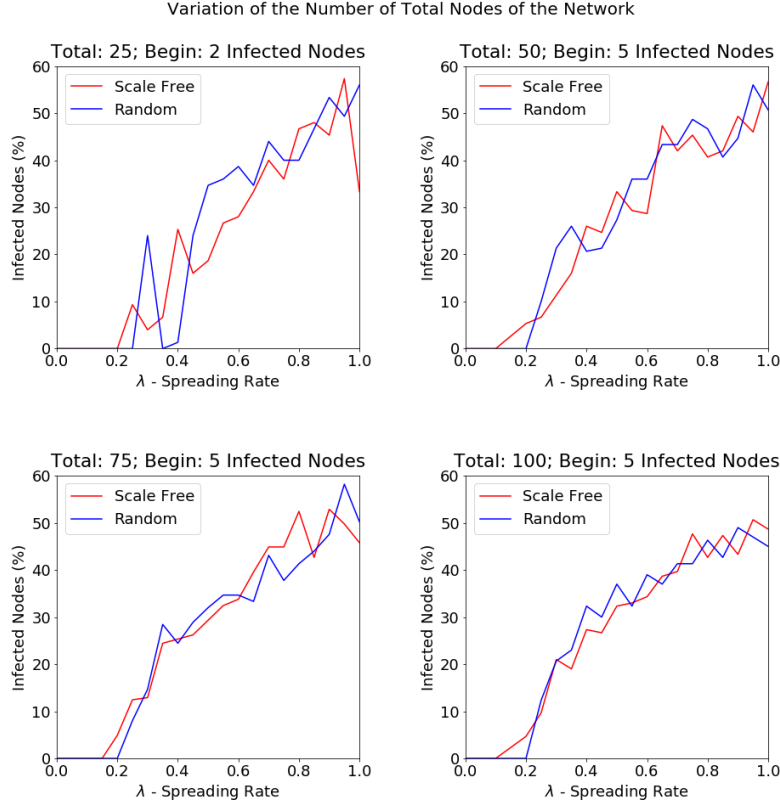 Variation of the Number of Total Nodes of the Network
Total: 25; Begin: 2 Infected Nodes
Infected Nodes (%)
60
50
40
30
20
10
0
Scale Free
Random
0.0 0.2 0.4 0.6 0.8 1.0
λ - Spreading Rate
Total: 50; Begin: 5 Infected Nodes
Infected Nodes (%)
60
50
40
30
20
10
0
Scale Free
Random
0.0 0.2 0.4 0.6 0.8 1.0
λ - Spreading Rate
Total: 75; Begin: 5 Infected Nodes
Infected Nodes (%)
60
50
40
30
20
10
0
Scale Free
Random
0.0 0.2 0.4 0.6 0.8 1.0
λ - Spreading Rate
Total: 100; Begin: 5 Infected Nodes
Infected Nodes (%)
60
50
40
30
20
10
0
Scale Free
Random
0.0 0.2 0.4 0.6 0.8 1.0
λ - Spreading Rate